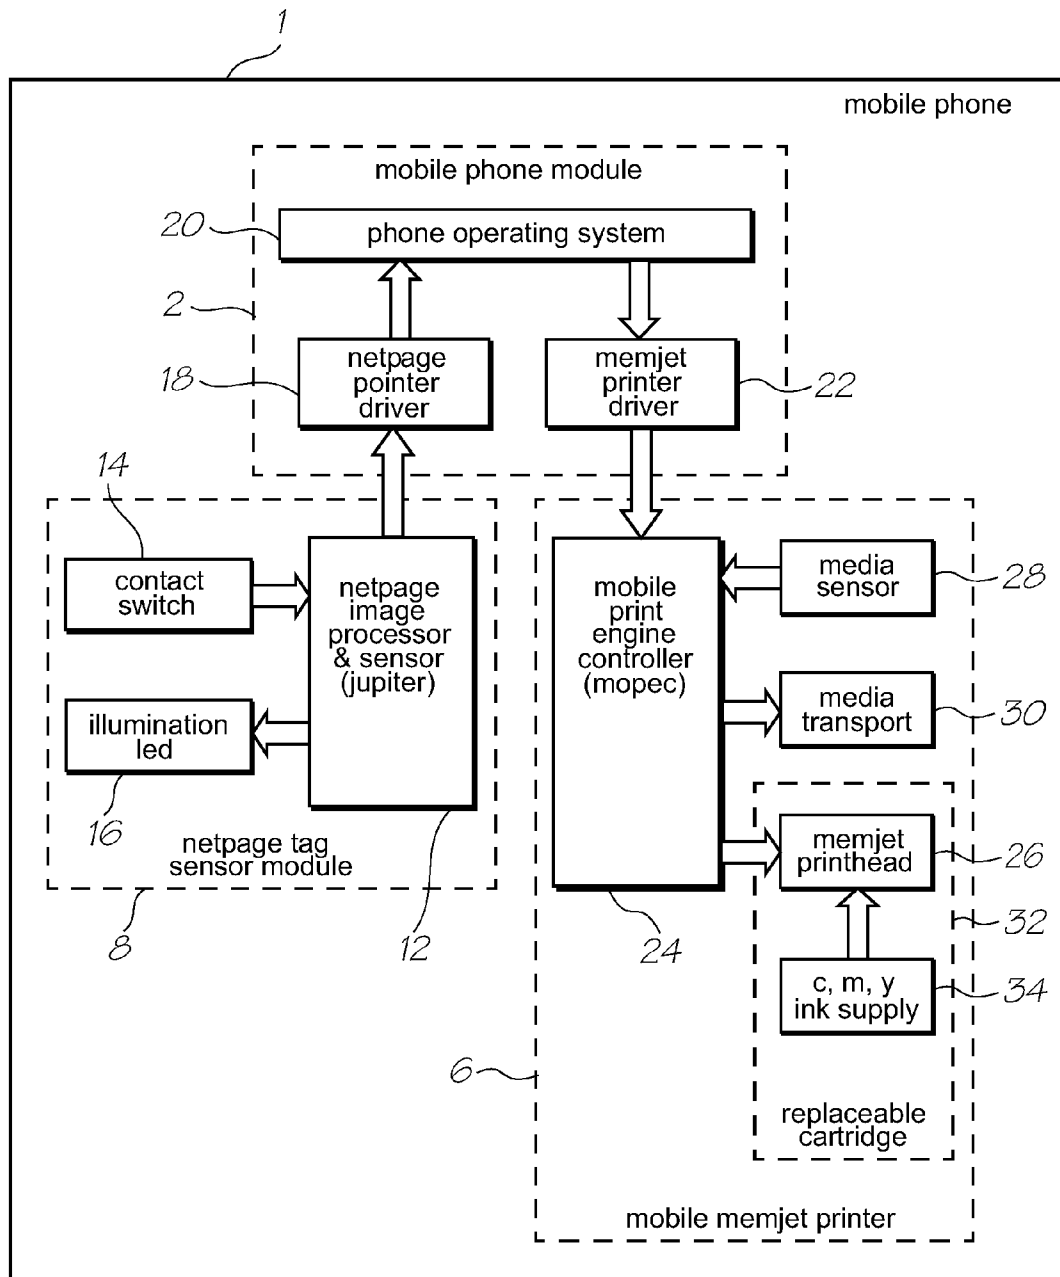 1
mobile phone
mobile phone module
20
phone operating system
2
18
netpage
pointer
driver
memjet
printer
driver
22
14
contact
switch
netpage
image
processor
& sensor
(jupiter)
illumination
led
16
netpage tag
sensor module
8
12
mobile
print
engine
controller
(mopec)
media
sensor
28
media
transport
30
memjet
printhead
26
32
24
c, m, y
ink supply
34
6
replaceable
cartridge
mobile memjet printer